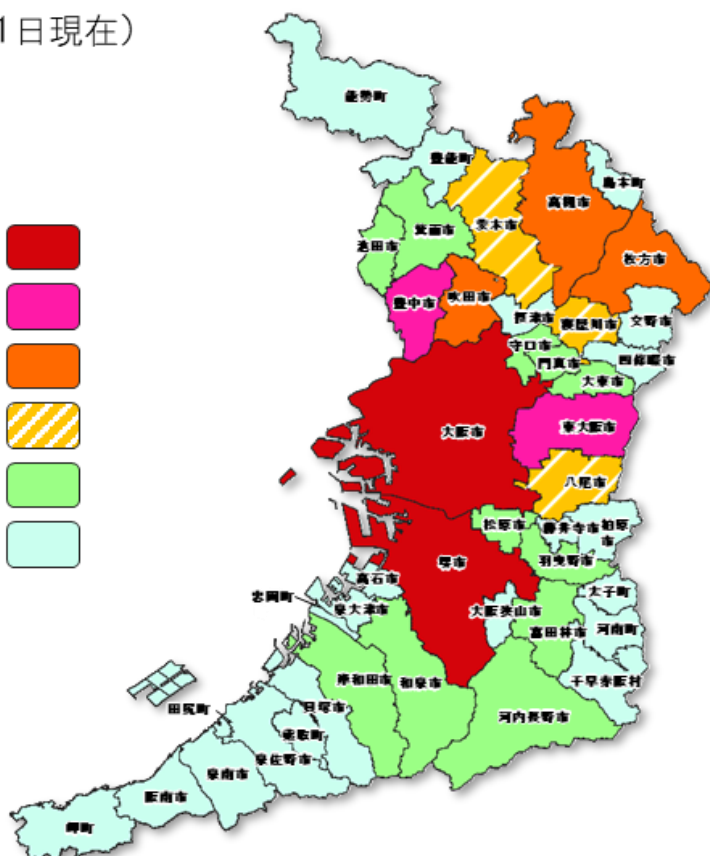 1日現在）
能勢町
豊能町
島本町
高槻市
茨木市
箕面市
池田市
枚方市
豊中市
吹田市
摂津市
寝屋川市
交野市
守口市
門真市
四條畷市
大東市
大阪市
東大阪市
八尾市
松原市
藤井寺市
柏原
市
堺市
羽曳野市
高石市
忠岡町
泉大津市
大阪狭山市
太子町
富田林市
河南町
千早赤阪村
岸和田市
和泉市
河内長野市
田尻町
貝塚市
熊取町
泉佐野市
泉南市
阪南市
岬町